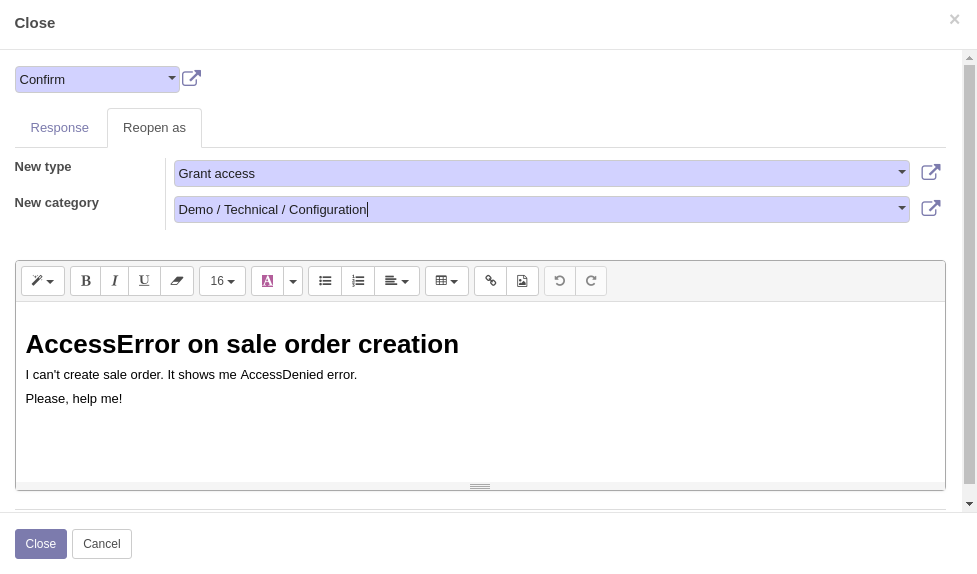 Close
×
Confirm
Response
Reopen as
New type
Grant access
New category
Demo / Technical / Configuration
B I U 16 A
AccessError on sale order creation
I can't create sale order. It shows me AccessDenied error.
Please, help me!
Close
Cancel